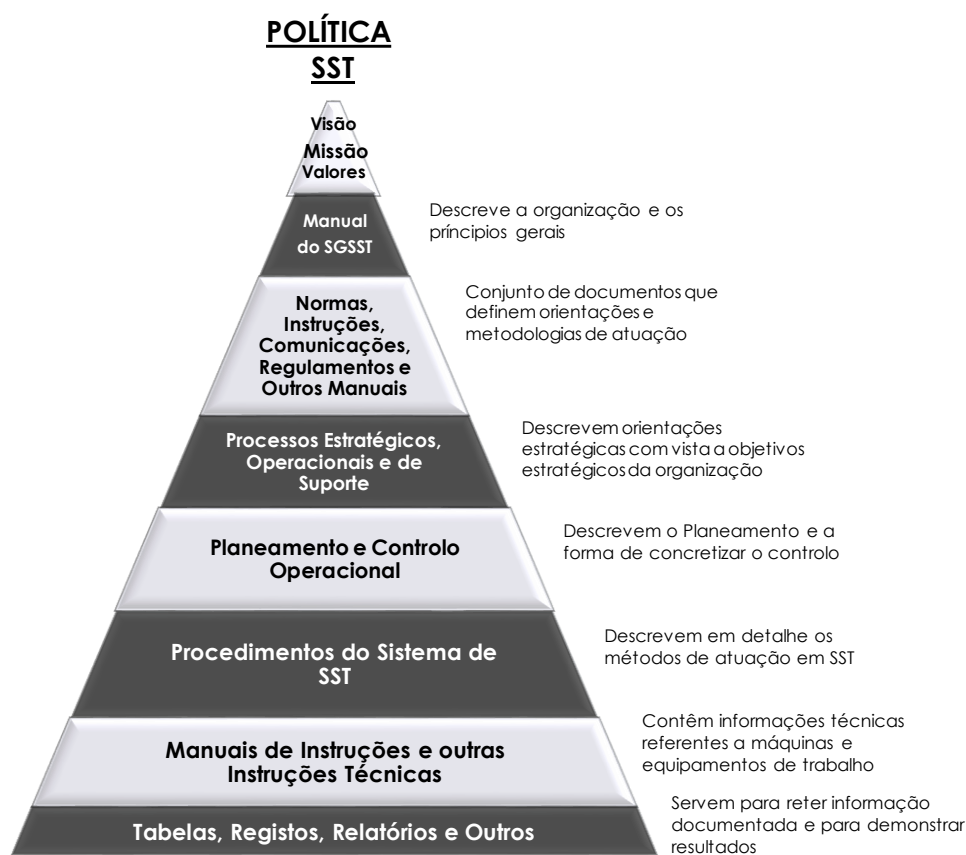 POLÍTICA
SST
Visão
Missão
Valores
Manual
do SGSST
Descreve a organização e os
príncipios gerais
Normas,
Instruções,
Comunicações,
Regulamentos e
Outros Manuais
Conjunto de documentos que
definem orientações e
metodologias de atuação
Processos Estratégicos,
Operacionais e de
Suporte
Descrevem orientações
estratégicas com vista a objetivos
estratégicos da organização
Planeamento e Controlo
Operacional
Descrevem o Planeamento e a
forma de concretizar o controlo
Procedimentos do Sistema de
SST
Descrevem em detalhe os
métodos de atuação em SST
Manuais de Instruções e outras
Instruções Técnicas
Contêm informações técnicas
referentes a máquinas e
equipamentos de trabalho
Tabelas, Registos, Relatórios e Outros
Servem para reter informação
documentada e para demonstrar
resultados